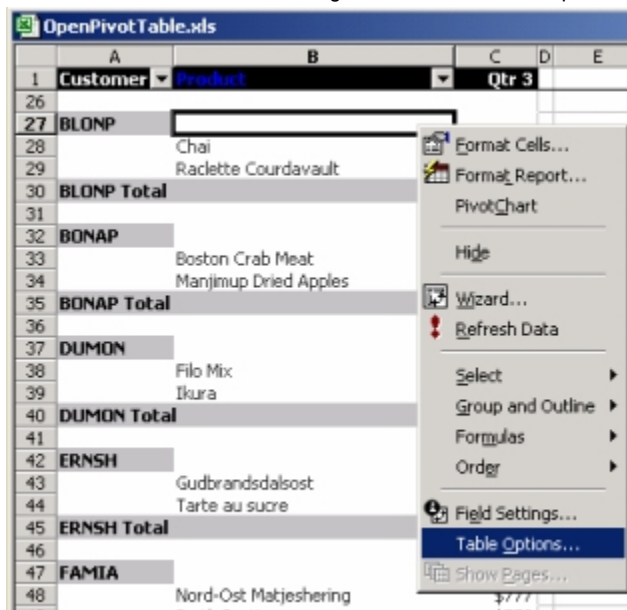 OpenPivotTable.xls
A B C D E
1 Customer Product Qtr 3
26
27 BLONP
28 Chai
29 Raclette Courdavault
30 BLONP Total
31
32 BONAP
33 Boston Crab Meat
34 Manjimup Dried Apples
35 BONAP Total
36
37 DUMON
38 Filo Mix
39 Ikura
40 DUMON Total
41
42 ERNSH
43 Gudbrandsdalsost
44 Tarte au sucre
45 ERNSH Total
46
47 FAMIA
48 Nord-Ost Matjeshering $777
Format Cells...
Format Report...
PivotChart
Hide
Wizard...
Refresh Data
Select
Group and Outline
Formulas
Order
Field Settings...
Table Options...
Show Pages...